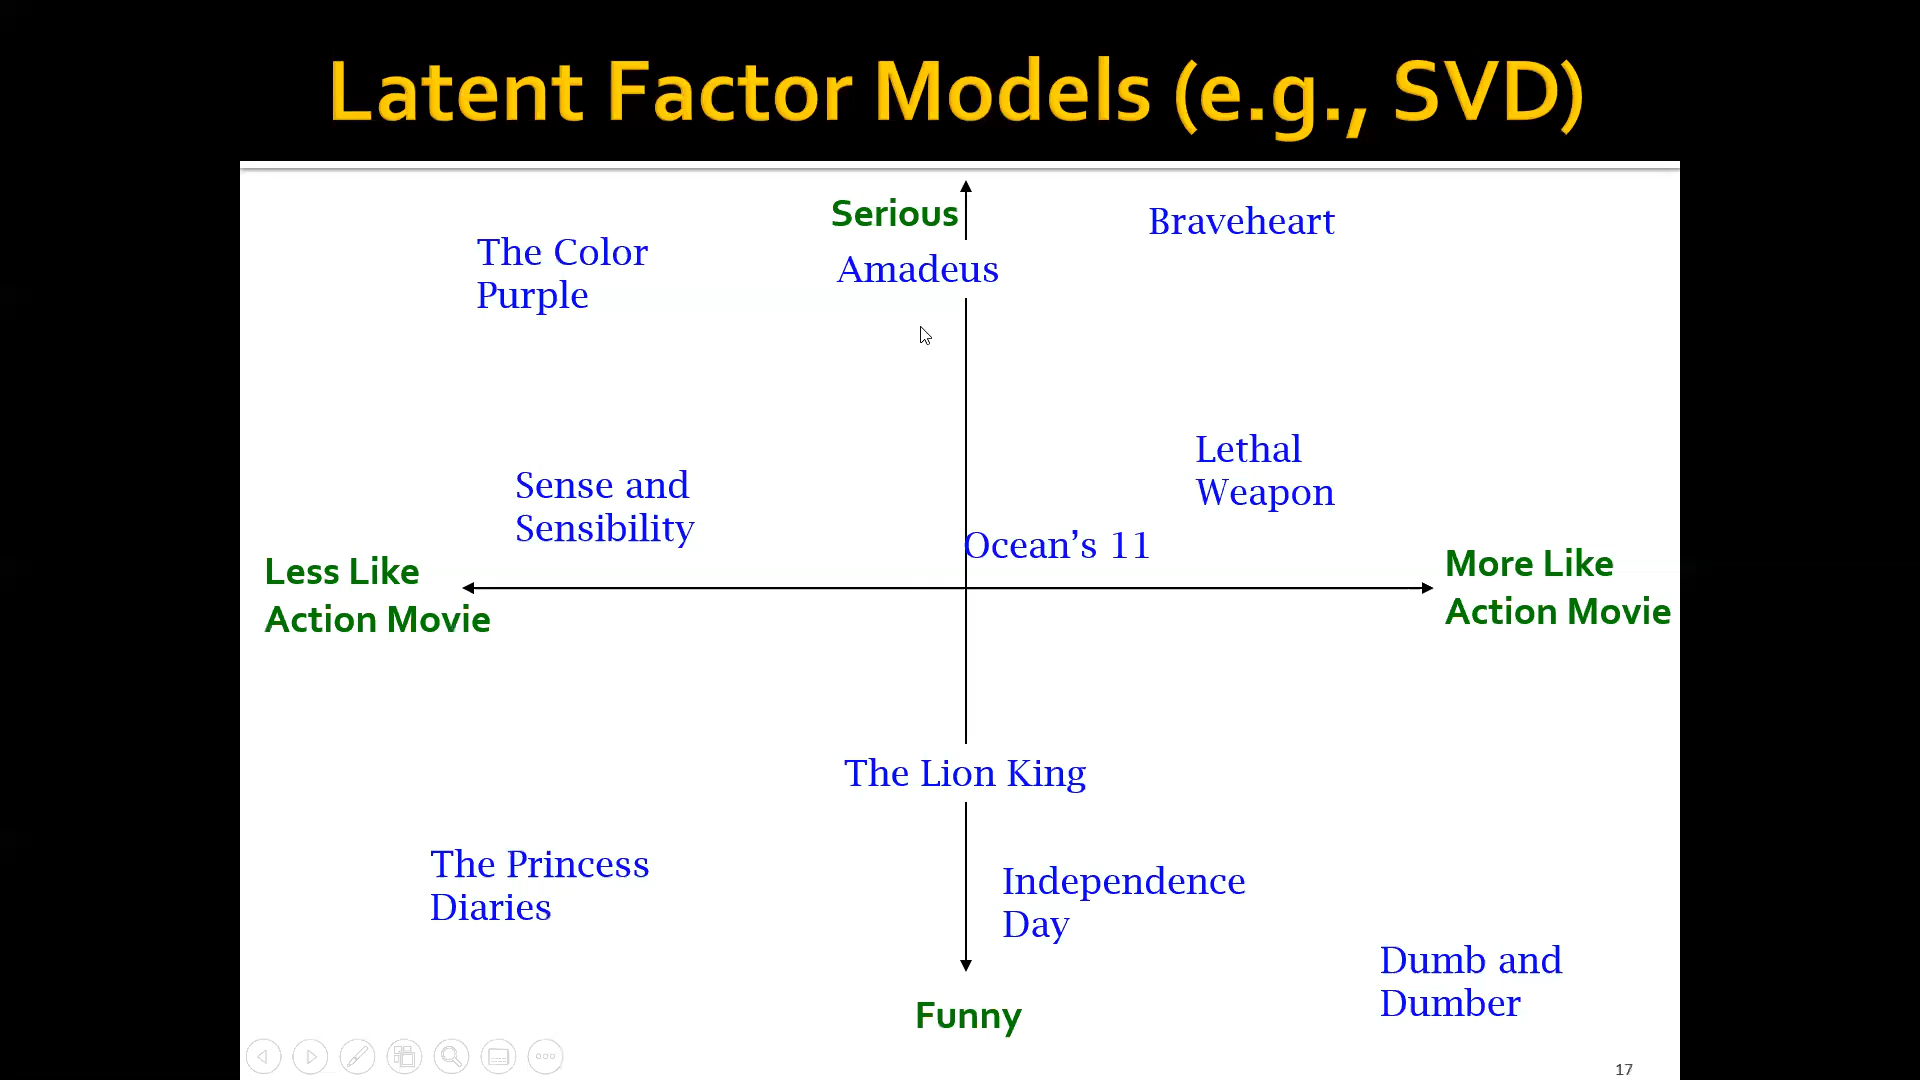 Latent Factor Models (e.g., SVD)
Serious
Braveheart
The Color
Purple
Amadeus
Lethal
Weapon
Sense and
Sensibility
Ocean's 11
Less Like
Action Movie
More Like
Action Movie
The Lion King
The Princess
Diaries
Independence
Day
Dumb and
Dumber
Funny
17